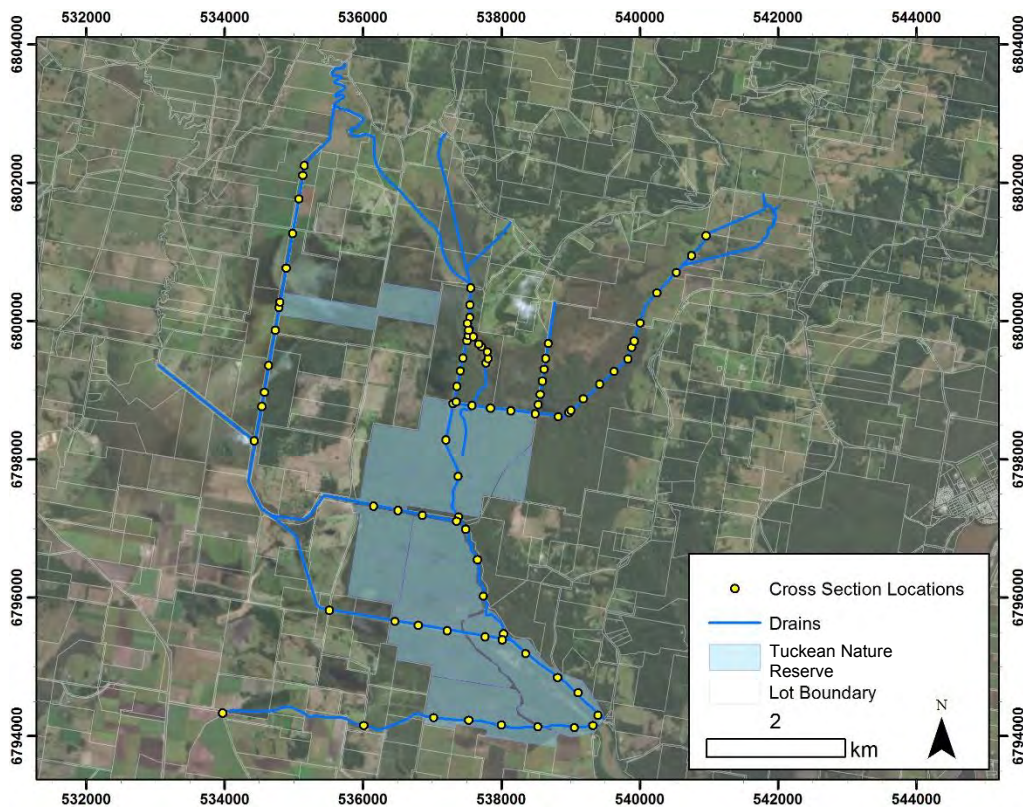 532000 534000 536000 538000 540000 542000 544000
6804000 6804000
6802000 6802000
6800000 6800000
6798000 6798000
6796000 6796000
6794000 6794000
Cross Section Locations
Drains
Tuckean Nature
Reserve
Lot Boundary
2
km
N
532000 534000 536000 538000 540000 542000 544000